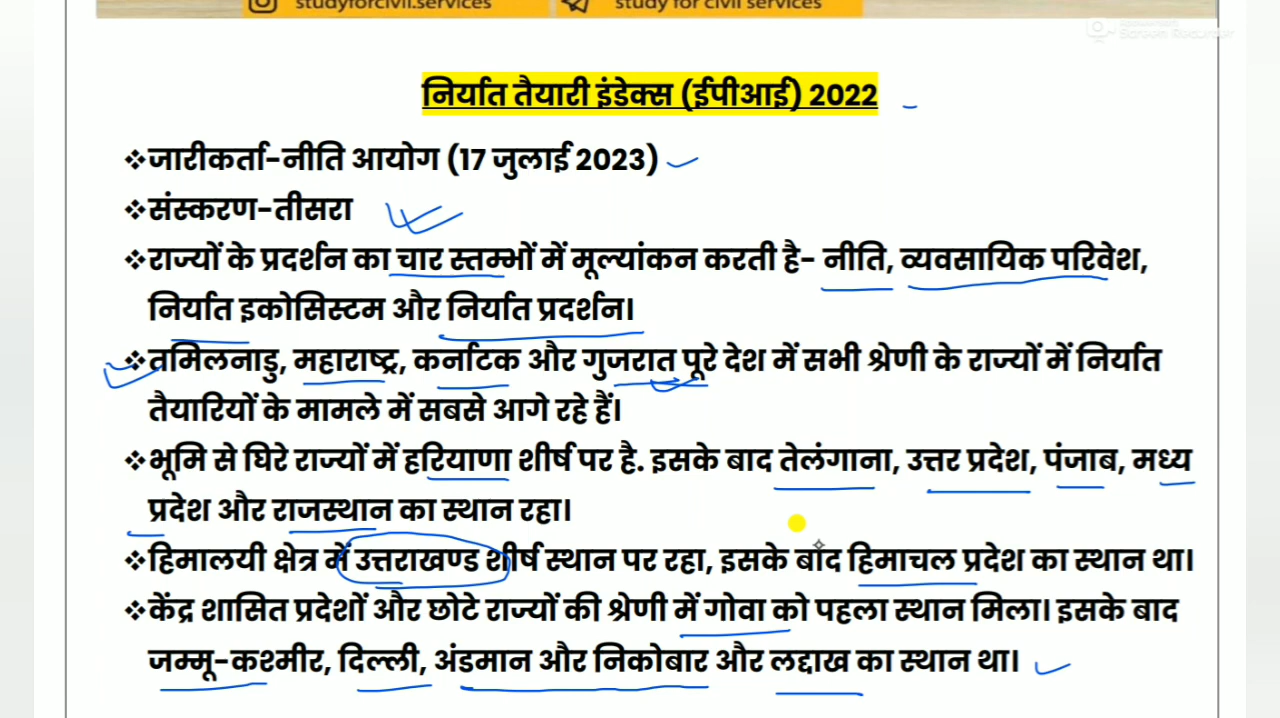 studyforcivil.services study for civil services
Screen Recorder
निर्यात तैयारी इंडेक्स (ईपीआई) 2022
❖जारीकर्ता-नीति आयोग (17 जुलाई 2023)
❖संस्करण-तीसरा
❖राज्यों के प्रदर्शन का चार स्तम्भों में मूल्यांकन करती है- नीति, व्यवसायिक परिवेश,
निर्यात इकोसिस्टम और निर्यात प्रदर्शन।
❖तमिलनाडु, महाराष्ट्र, कर्नाटक और गुजरात पूरे देश में सभी श्रेणी के राज्यों में निर्यात
तैयारियों के मामले में सबसे आगे रहे हैं।
❖भूमि से घिरे राज्यों में हरियाणा शीर्ष पर है. इसके बाद तेलंगाना, उत्तर प्रदेश, पंजाब, मध्य
प्रदेश और राजस्थान का स्थान रहा।
❖हिमालयी क्षेत्र में उत्तराखण्ड शीर्ष स्थान पर रहा, इसके बाद हिमाचल प्रदेश का स्थान था।
❖केंद्र शासित प्रदेशों और छोटे राज्यों की श्रेणी में गोवा को पहला स्थान मिला। इसके बाद
जम्मू-कश्मीर, दिल्ली, अंडमान और निकोबार और लद्दाख का स्थान था।